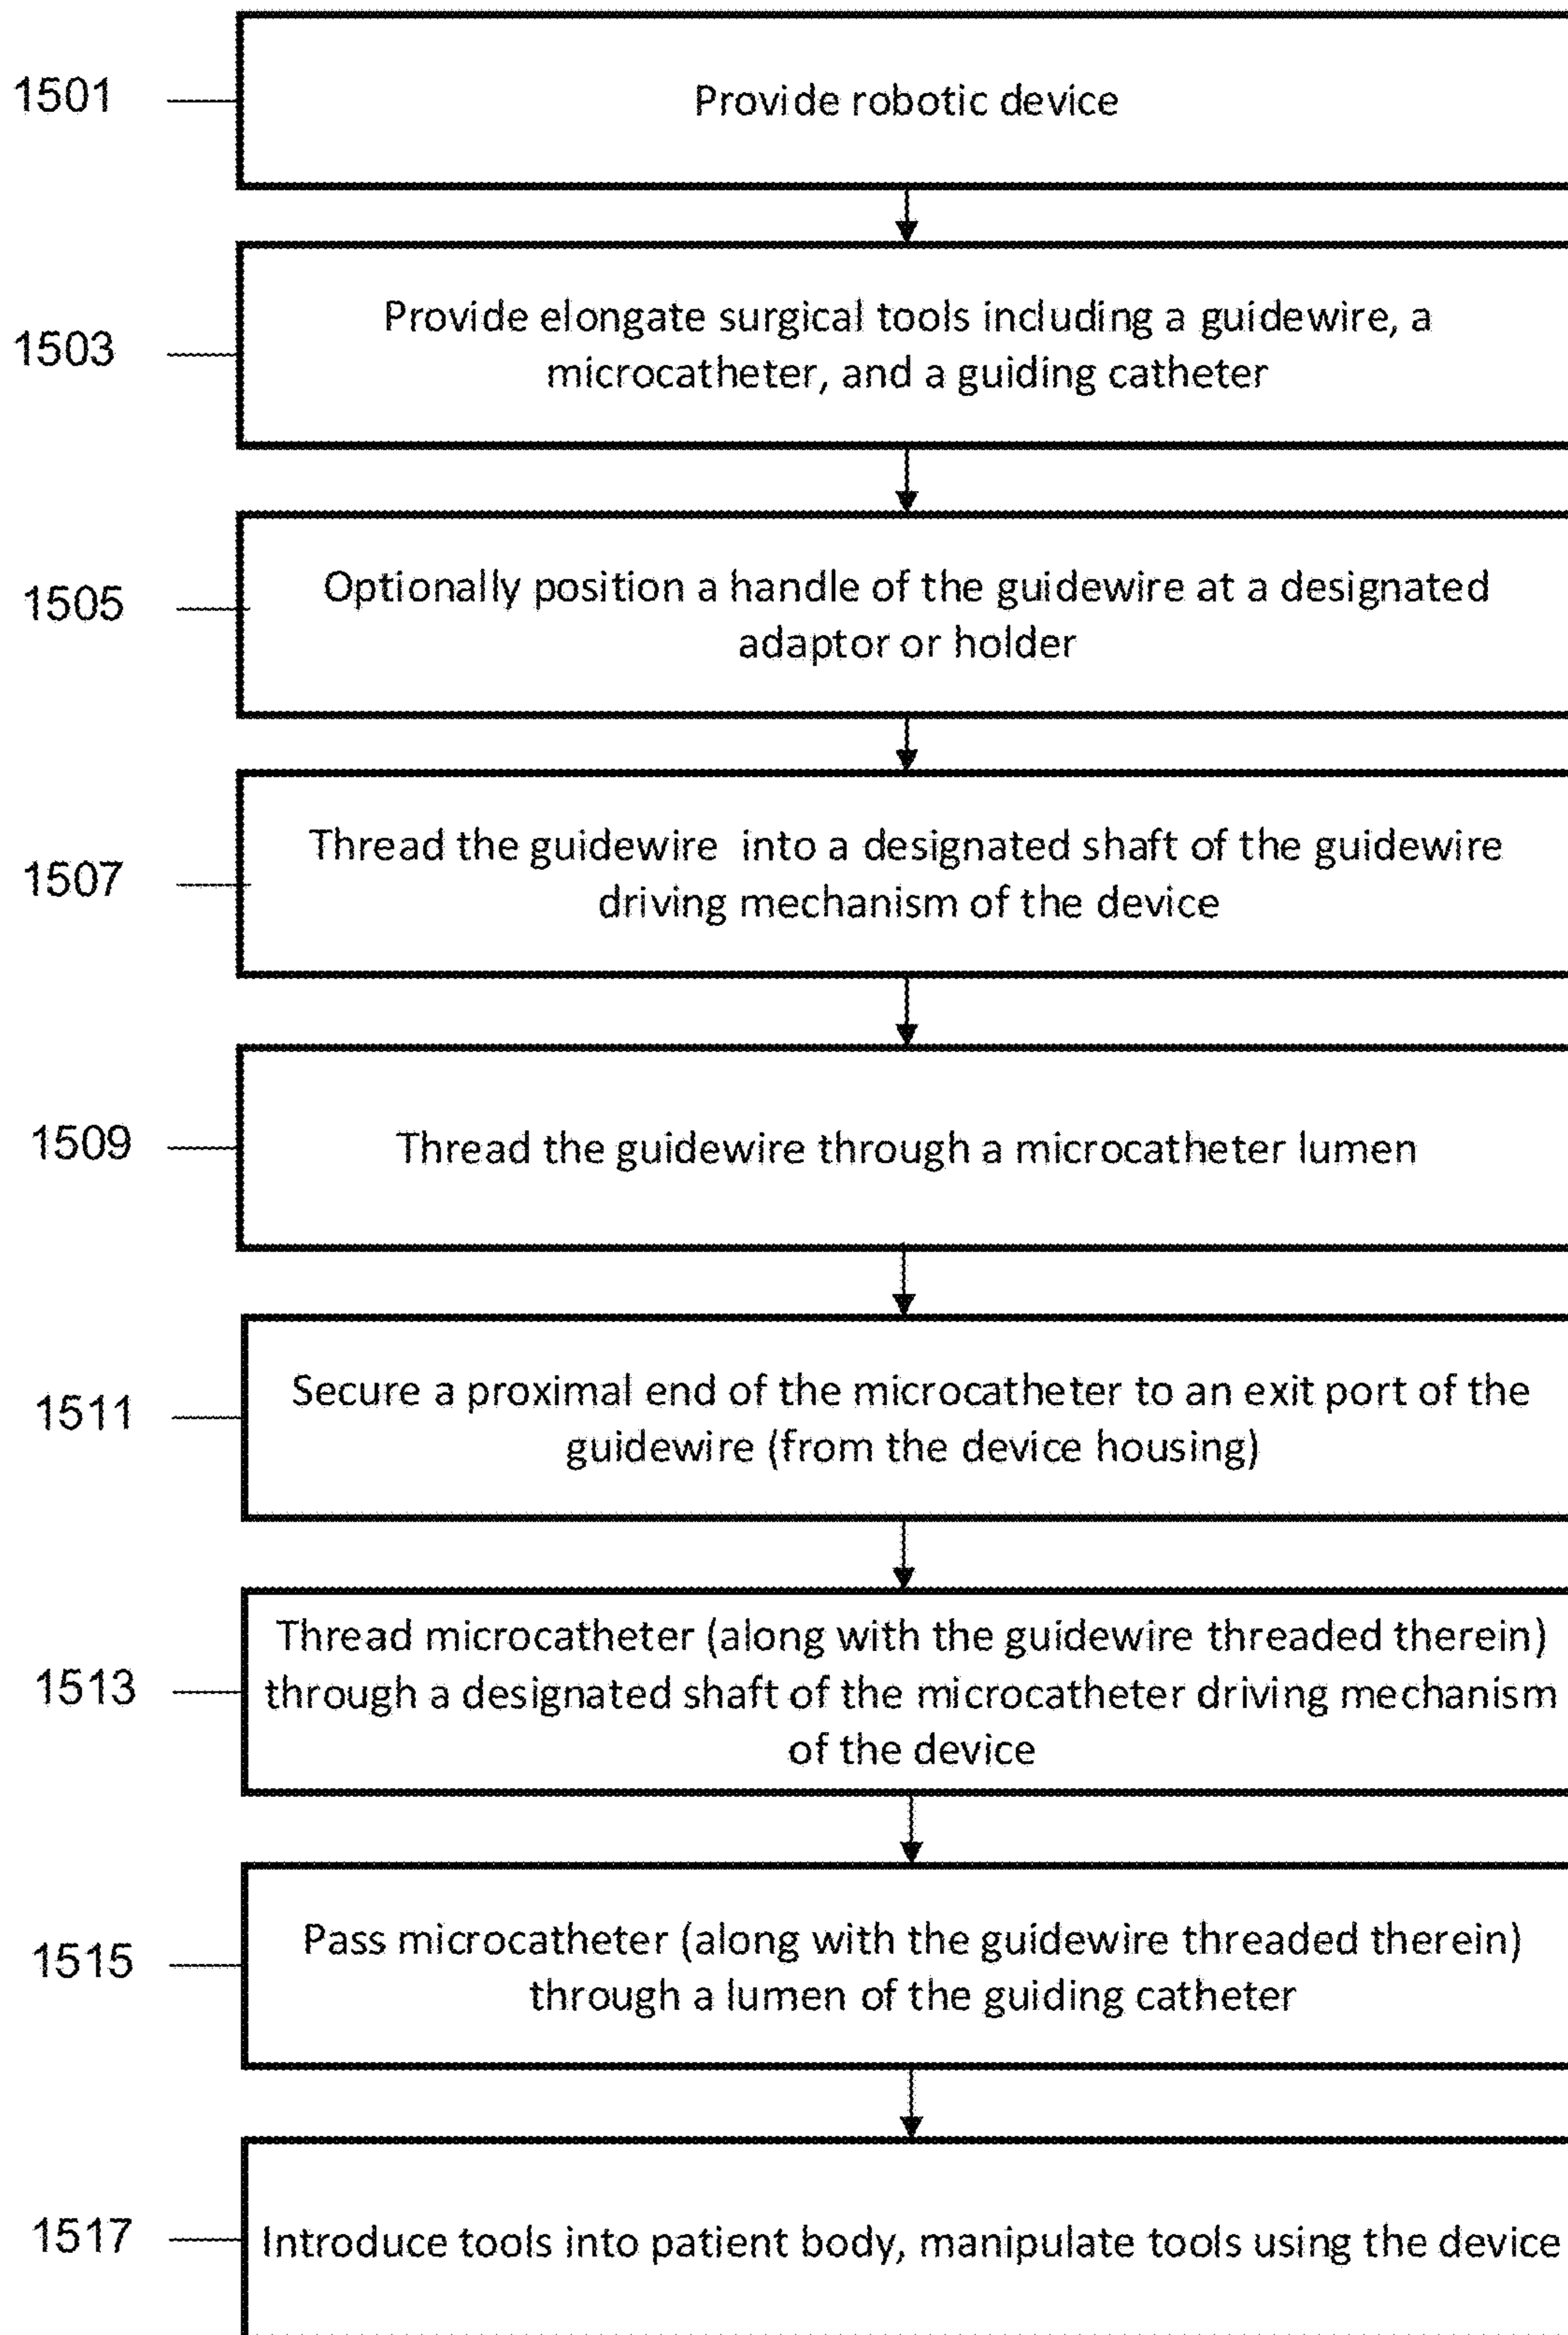 1501
Provide robotic device
1503
Provide elongate surgical tools including a guidewire, a
microcatheter, and a guiding catheter
1505
Optionally position a handle of the guidewire at a designated
adaptor or holder
1507
Thread the guidewire into a designated shaft of the guidewire
driving mechanism of the device
1509
Thread the guidewire through a microcatheter lumen
1511
Secure a proximal end of the microcatheter to an exit port of the
guidewire (from the device housing)
1513
Thread microcatheter (along with the guidewire threaded therein)
through a designated shaft of the microcatheter driving mechanism
of the device
1515
Pass microcatheter (along with the guidewire threaded therein)
through a lumen of the guiding catheter
1517
Introduce tools into patient body, manipulate tools using the device